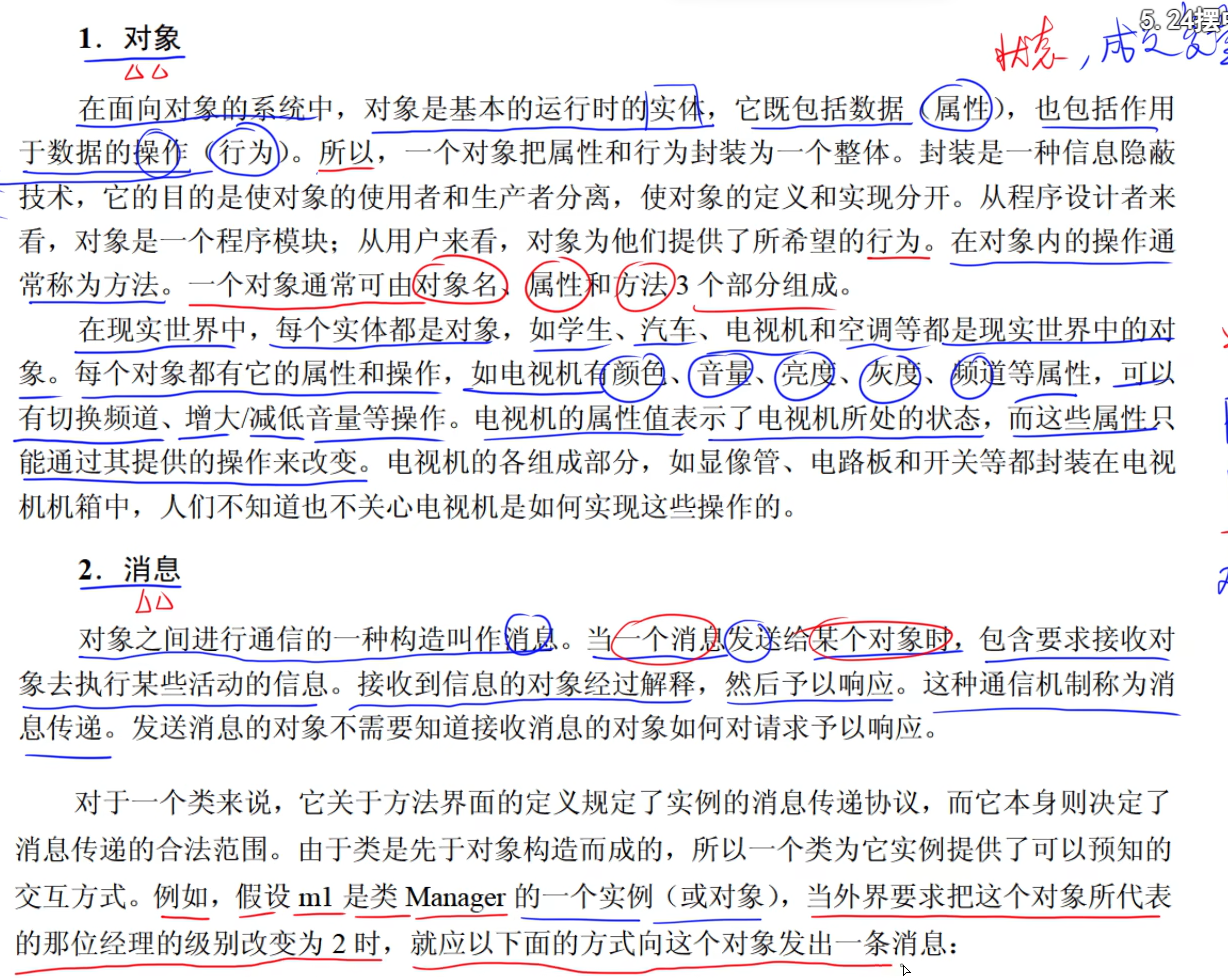 5.24摆
状态，成
1. 对象
在面向对象的系统中，对象是基本的运行时的实体，它既包括数据（属性），也包括作用
于数据的操作（行为）。所以，一个对象把属性和行为封装为一个整体。封装是一种信息隐蔽
技术，它的目的是使对象的使用者和生产者分离，使对象的定义和实现分开。从程序设计者来
看，对象是一个程序模块；从用户来看，对象为他们提供了所希望的行为。在对象内的操作通
常称为方法。一个对象通常可由对象名、属性和方法 3 个部分组成。
在现实世界中，每个实体都是对象，如学生、汽车、电视机和空调等都是现实世界中的对
象。每个对象都有它的属性和操作，如电视机有颜色、音量、亮度、灰度、频道等属性，可以
有切换频道、增大/减低音量等操作。电视机的属性值表示了电视机所处的状态，而这些属性只
能通过其提供的操作来改变。电视机的各组成部分，如显像管、电路板和开关等都封装在电视
机机箱中，人们不知道也不关心电视机是如何实现这些操作的。
2. 消息
对象之间进行通信的一种构造叫作消息。当一个消息发送给某个对象时，包含要求接收对
象去执行某些活动的信息。接收到信息的对象经过解释，然后予以响应。这种通信机制称为消
息传递。发送消息的对象不需要知道接收消息的对象如何对请求予以响应。
对于一个类来说，它关于方法界面的定义规定了实例的消息传递协议，而它本身则决定了
消息传递的合法范围。由于类是先于对象构造而成的，所以一个类为它实例提供了可以预知的
交互方式。例如，假设 m1 是类 Manager 的一个实例（或对象），当外界要求把这个对象所代表
的那位经理的级别改变为 2 时，就应以下面的方式向这个对象发出一条消息：